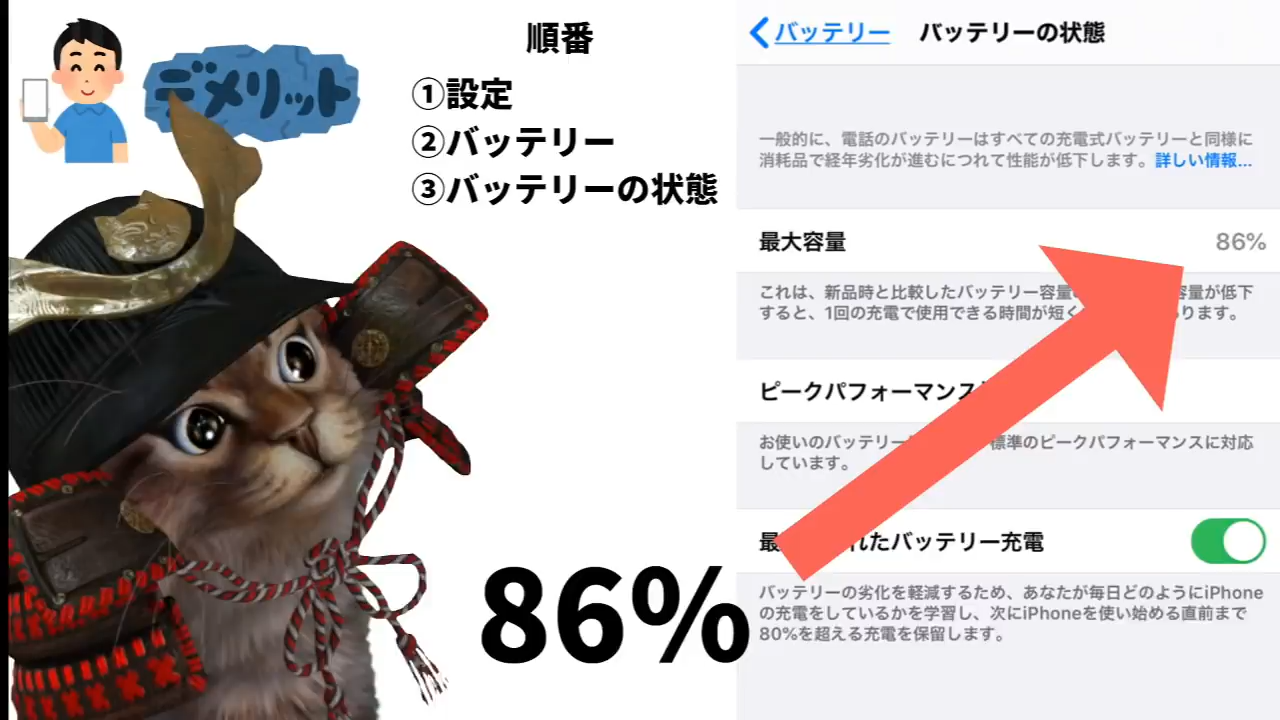 デメリット
順番
①設定
②バッテリー
③バッテリーの状態
86%
バッテリー
バッテリーの状態
一般的に、電話のバッテリーはすべての充電式バッテリーと同様に
消耗品で経年劣化が進むにつれて性能が低下します。詳しい情報...
最大容量
86%
これは、新品時と比較したバッテリー容量
容量が低下
すると、1回の充電で使用できる時間が短く
ります。
ピークパフォーマンス
お使いのバッテリー
標準のピークパフォーマンスに対応
しています。
最
れたバッテリー充電
バッテリーの劣化を軽減するため、あなたが毎日どのようにiPhone
の充電をしているかを学習し、次にiPhoneを使い始める直前まで
80%を超える充電を保留します。